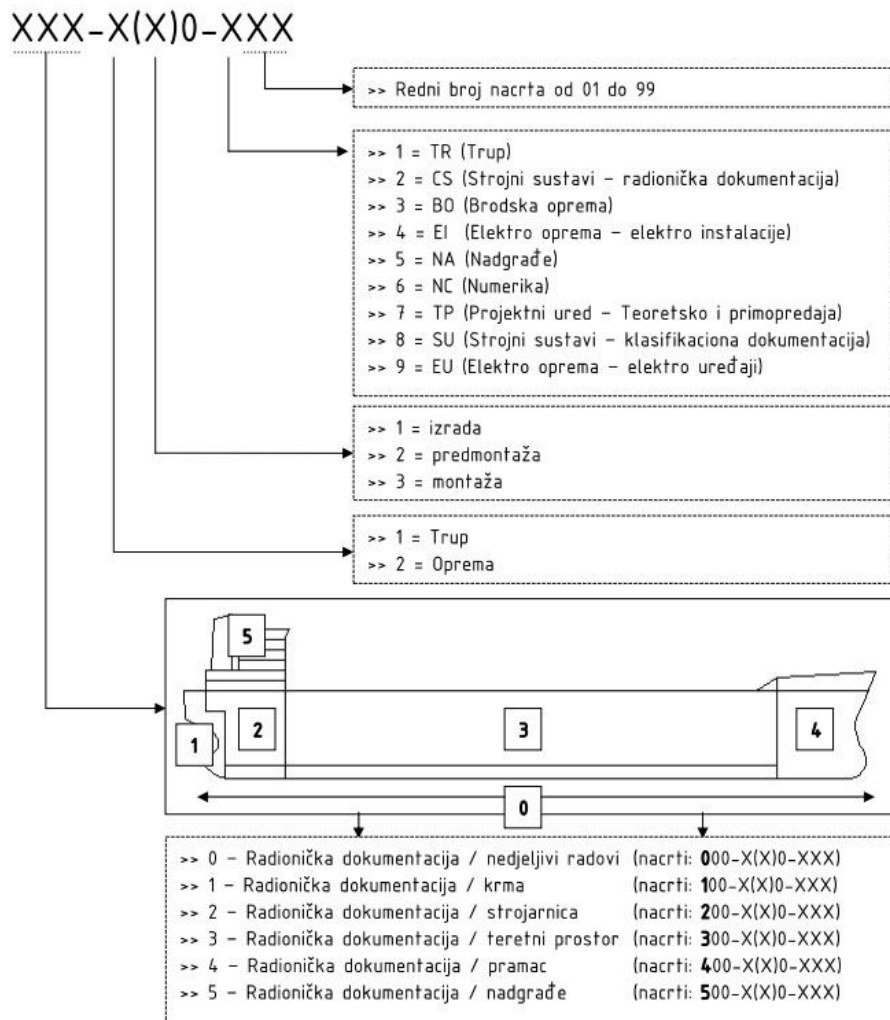 XXX-X(X)0-XXX
>> Redni broj nacrta od 01 do 99
>> 1 = TR (Trup)
>> 2 = CS (Strojni sustavi – radionička dokumentacija)
>> 3 = BO (Brodska oprema)
>> 4 = EI (Elektro oprema – elektro instalacije)
>> 5 = NA (Nadgrađe)
>> 6 = NC (Numerika)
>> 7 = TP (Projektni ured – Teoretsko i primopredaja)
>> 8 = SU (Strojni sustavi – klasifikaciona dokumentacija)
>> 9 = EU (Elektro oprema – elektro uređaji)
>> 1 = izrada
>> 2 = predmontaža
>> 3 = montaža
>> 1 = Trup
>> 2 = Oprema
5
1
2
3
4
0
>> 0 – Radionička dokumentacija / nedjeljivi radovi (nacrti: 000-X(X)0-XXX)
>> 1 – Radionička dokumentacija / krma (nacrti: 100-X(X)0-XXX)
>> 2 – Radionička dokumentacija / strojarnica (nacrti: 200-X(X)0-XXX)
>> 3 – Radionička dokumentacija / teretni prostor (nacrti: 300-X(X)0-XXX)
>> 4 – Radionička dokumentacija / pramac (nacrti: 400-X(X)0-XXX)
>> 5 – Radionička dokumentacija / nadgrađe (nacrti: 500-X(X)0-XXX)